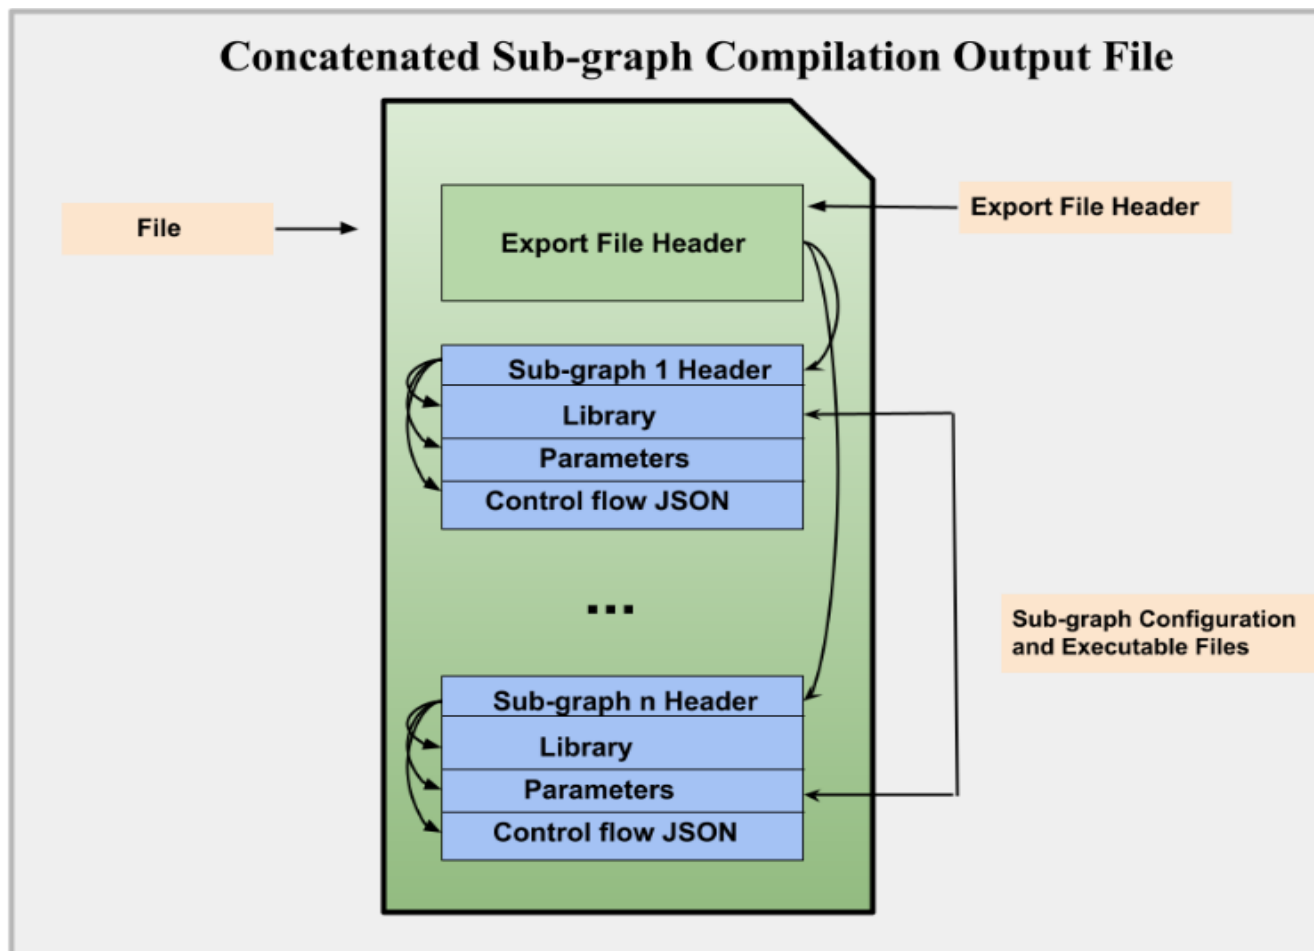 Concatenated Sub-graph Compilation Output File
File
Export File Header
Export File Header
Sub-graph 1 Header
Library
Parameters
Control flow JSON
...
Sub-graph Configuration
and Executable Files
Sub-graph n Header
Library
Parameters
Control flow JSON